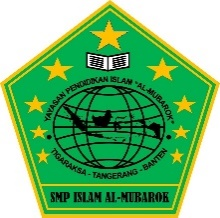 YAYASAN PENDIDIKAN ISLAM "AL-MUBAROK"
TIGARAKSA - TANGERANG - BANTEN
SMP ISLAM AL-MUBAROK